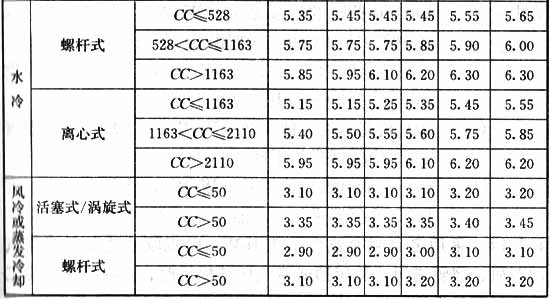 水冷
螺杆式
CC≤528 5.35 5.45 5.45 5.45 5.55 5.65
528<CC≤1163 5.75 5.75 5.75 5.85 5.90 6.00
CC>1163 5.85 5.95 6.10 6.20 6.30 6.30
离心式
CC≤1163 5.15 5.15 5.25 5.35 5.45 5.55
1163<CC≤2110 5.40 5.50 5.55 5.60 5.75 5.85
CC>2110 5.95 5.95 5.95 6.10 6.20 6.20
风冷或蒸发冷却
活塞式/涡旋式
CC≤50 3.10 3.10 3.10 3.10 3.20 3.20
CC>50 3.35 3.35 3.35 3.35 3.40 3.45
螺杆式
CC≤50 2.90 2.90 2.90 3.00 3.10 3.10
CC>50 3.10 3.10 3.10 3.20 3.20 3.20